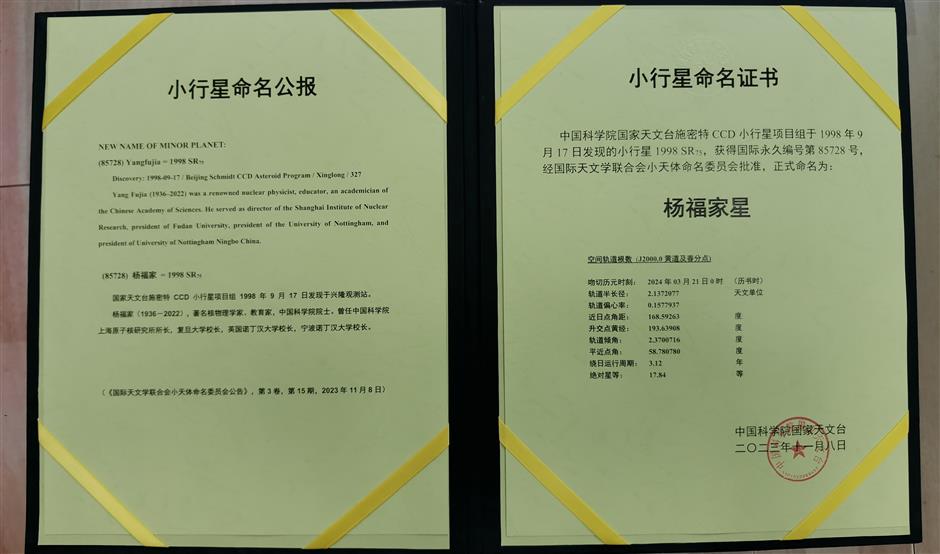 小行星命名公报
NEW NAME OF MINOR PLANET:
(85728) Yangfujia = 1998 SR₇₅
Discovery: 1998-09-17 / Beijing Schmidt CCD Asteroid Program / Xinglong / 327
Yang Fujia (1936–2022) was a renowned nuclear physicist, educator, an academician of
the Chinese Academy of Sciences. He served as director of the Shanghai Institute of Nuclear
Research, president of Fudan University, president of the University of Nottingham, and
president of University of Nottingham Ningbo China.
(85728) 杨福家 = 1998 SR₇₅
国家天文台施密特 CCD 小行星项目组 1998 年 9 月 17 日发现于兴隆观测站。
杨福家（1936－2022），著名核物理学家、教育家，中国科学院院士。曾任中国科学院
上海原子核研究所所长，复旦大学校长，英国诺丁汉大学校长，宁波诺丁汉大学校长。
（《国际天文学联合会小天体命名委员会公告》，第 3 卷，第 15 期，2023 年 11 月 8 日）
小行星命名证书
中国科学院国家天文台施密特 CCD 小行星项目组于 1998 年 9
月 17 日发现的小行星 1998 SR₇₅，获得国际永久编号第 85728 号，
经国际天文学联合会小天体命名委员会批准，正式命名为：
杨福家星
空间轨道根数 (J2000.0 黄道及春分点)
吻切历元时刻： 2024 年 03 月 21 日 0 时 （历书时）
轨道半长径： 2.1372077 天文单位
轨道偏心率： 0.1577937
近日点角距： 168.59263 度
升交点黄经： 193.63908 度
轨道倾角： 2.3700716 度
平近点角： 58.780780 度
绕日运行周期： 3.12 年
绝对星等： 17.84 等
中国科学院国家天文台
二〇二三年十一月八日